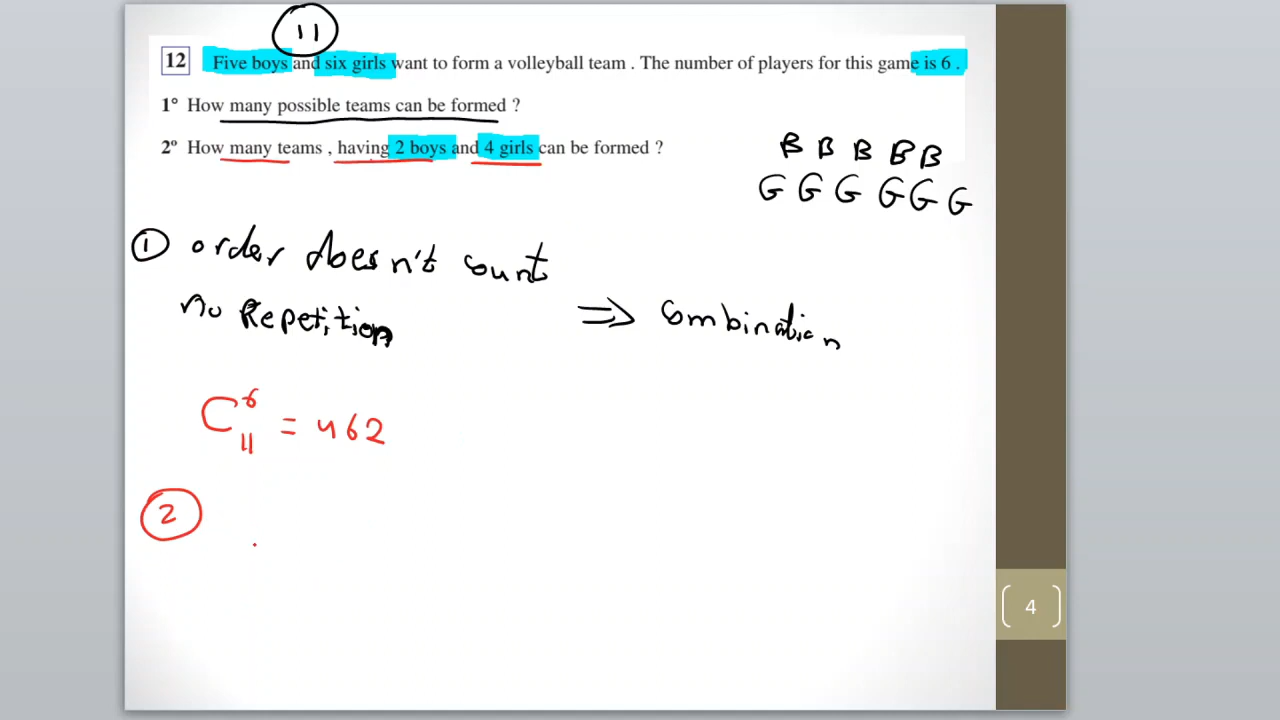 11
12 Five boys and six girls want to form a volleyball team . The number of players for this game is 6 .
1° How many possible teams can be formed ?
2° How many teams , having 2 boys and 4 girls can be formed ?
B B B B B
G G G G G G
1 order doesn't count
no Repetition ⇒ Combination
C 6 11 = 462
2
4